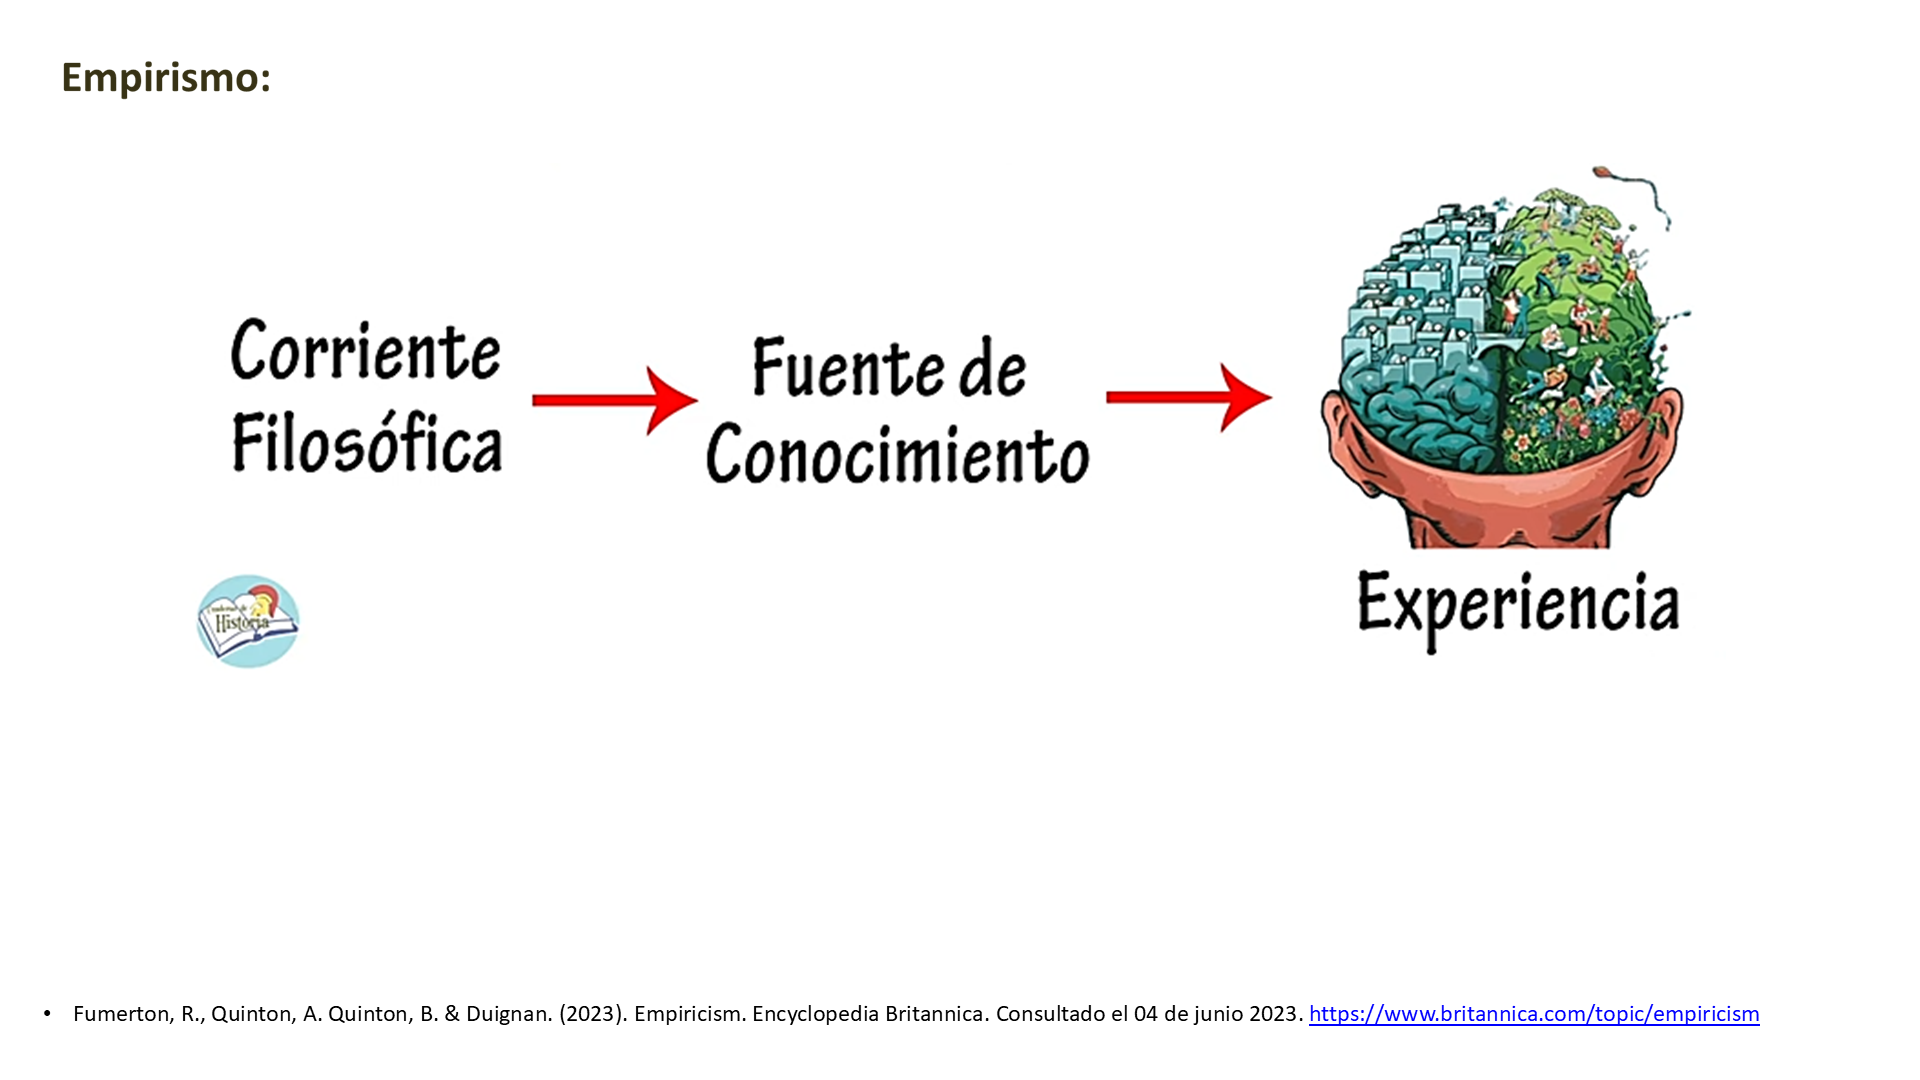 Empirismo:
Corriente
Filosófica
Fuente de
Conocimiento
Experiencia
Cuadernos de
Historia
• Fumerton, R., Quinton, A. Quinton, B. & Duignan. (2023). Empiricism. Encyclopedia Britannica. Consultado el 04 de junio 2023. https://www.britannica.com/topic/empiricism